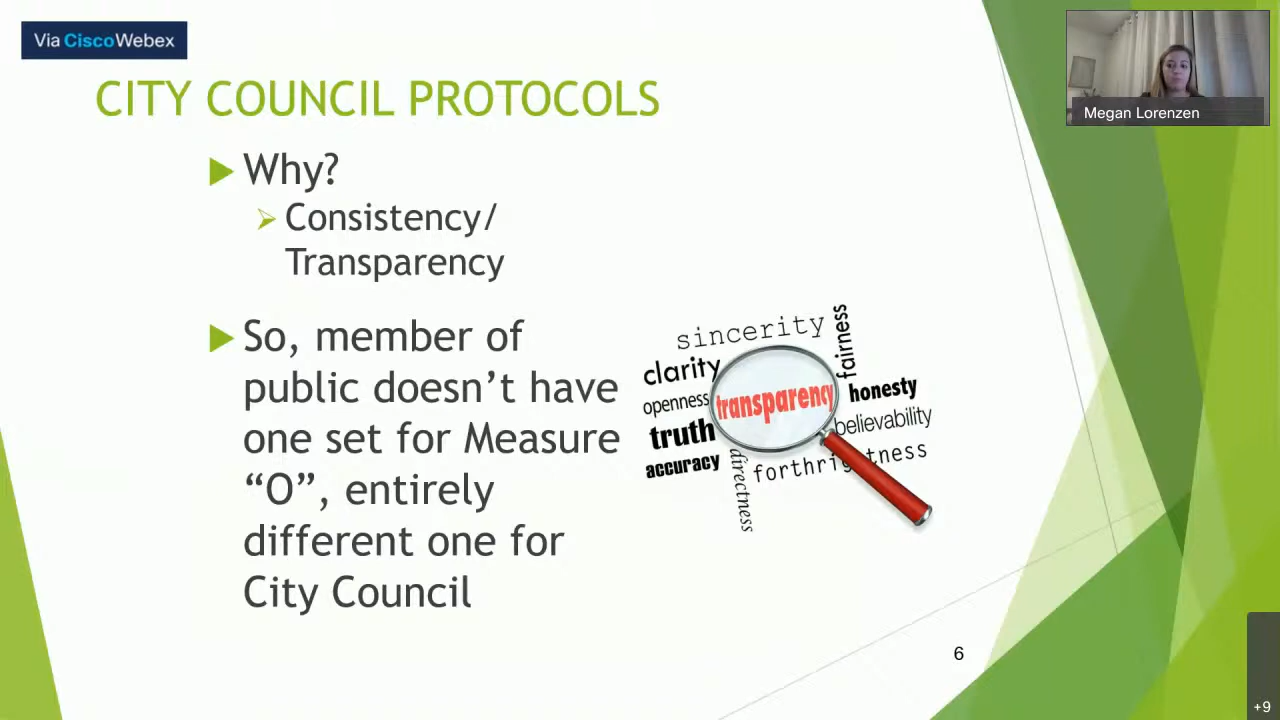 Via CiscoWebex
CITY COUNCIL PROTOCOLS
Megan Lorenzen
Why?
Consistency/
Transparency
So, member of
public doesn’t have
one set for Measure
“O”, entirely
different one for
City Council
sincerity
fairness
clarity
openness
transparency
honesty
truth
believability
accuracy
directness
forthrightness
6
+9